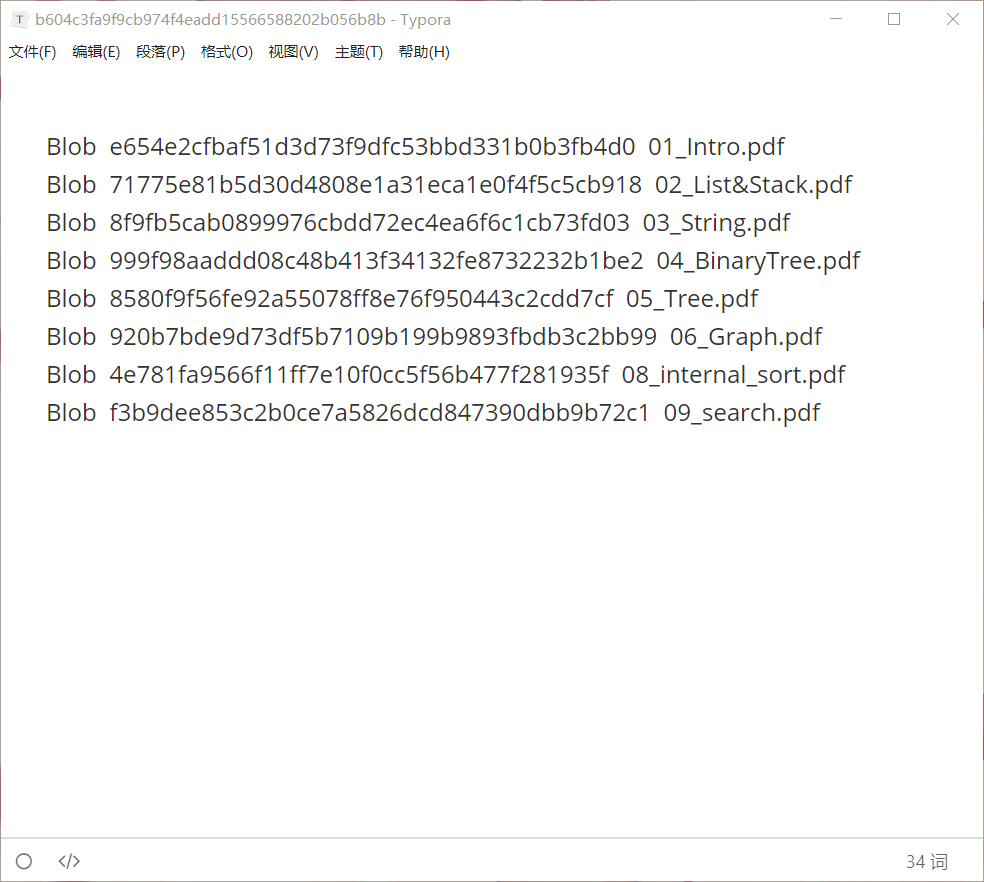 b604c3fa9f9cb974f4eadd15566588202b056b8b - Typora
文件(F) 编辑(E) 段落(P) 格式(O) 视图(V) 主题(T) 帮助(H)
Blob e654e2cfbaf51d3d73f9dfc53bbd331b0b3fb4d0 01_Intro.pdf
Blob 71775e81b5d30d4808e1a31eca1e0f4f5c5cb918 02_List&Stack.pdf
Blob 8f9fb5cab0899976cbdd72ec4ea6f6c1cb73fd03 03_String.pdf
Blob 999f98aaddd08c48b413f34132fe8732232b1be2 04_BinaryTree.pdf
Blob 8580f9f56fe92a55078ff8e76f950443c2cdd7cf 05_Tree.pdf
Blob 920b7bde9d73df5b7109b199b9893fbdb3c2bb99 06_Graph.pdf
Blob 4e781fa9566f11ff7e10f0cc5f56b477f281935f 08_internal_sort.pdf
Blob f3b9dee853c2b0ce7a5826dcd847390dbb9b72c1 09_search.pdf
34 词